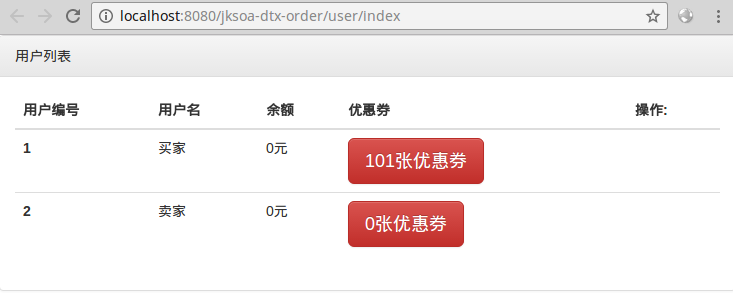 localhost:8080/jksoa-dtx-order/user/index
用户列表
用户编号 用户名 余额 优惠券 操作:
1 买家 0元 101张优惠券
2 卖家 0元 0张优惠券